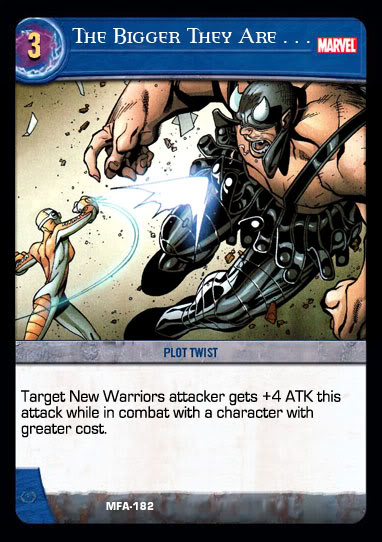 3
The Bigger They Are . . .
MARVEL
PLOT TWIST
Target New Warriors attacker gets +4 ATK this
attack while in combat with a character with
greater cost.
MFA-182